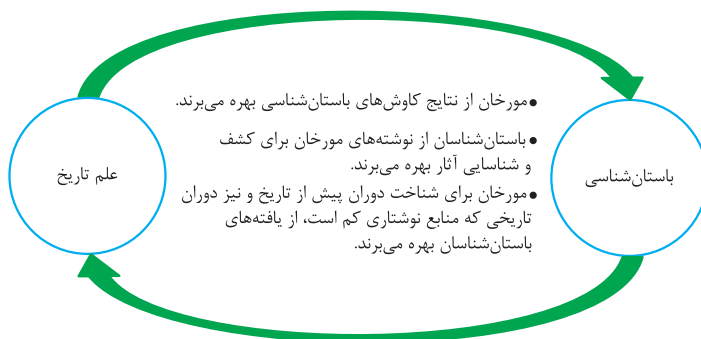 باستان‌شناسی
●مورخان از نتایج کاوش‌های باستان‌شناسی بهره می‌برند.
●باستان‌شناسان از نوشته‌های مورخان برای کشف
و شناسایی آثار بهره می‌برند.
●مورخان برای شناخت دوران پیش از تاریخ و نیز دوران
تاریخی که منابع نوشتاری کم است، از یافته‌های
باستان‌شناسان بهره می‌برند.
علم تاریخ